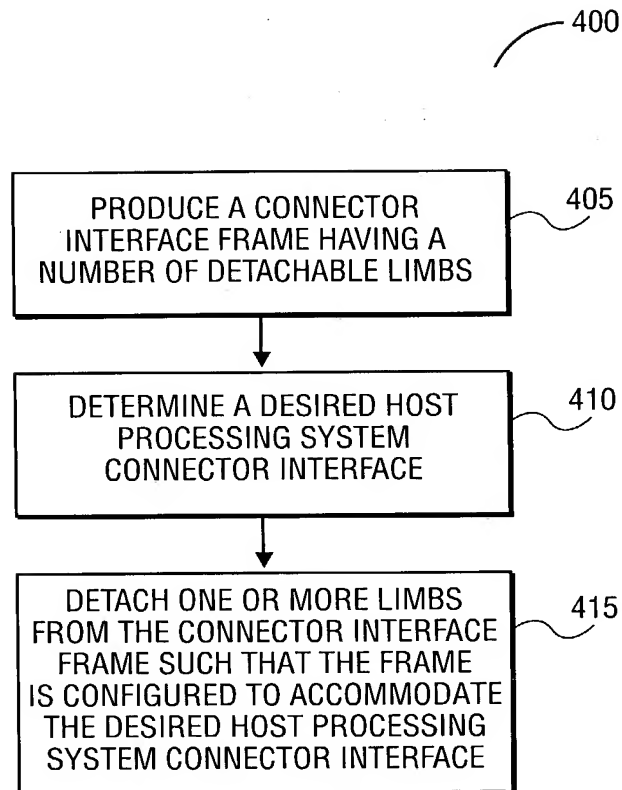 400
PRODUCE A CONNECTOR
INTERFACE FRAME HAVING A
NUMBER OF DETACHABLE LIMBS
405
DETERMINE A DESIRED HOST
PROCESSING SYSTEM
CONNECTOR INTERFACE
410
DETACH ONE OR MORE LIMBS
FROM THE CONNECTOR INTERFACE
FRAME SUCH THAT THE FRAME
IS CONFIGURED TO ACCOMMODATE
THE DESIRED HOST PROCESSING
SYSTEM CONNECTOR INTERFACE
415